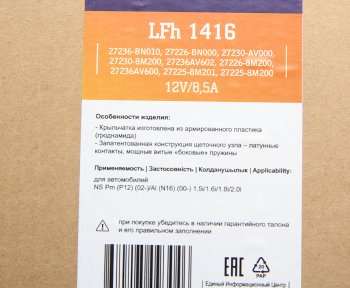 LFh 1416
27236-BN010, 27226-BN000, 27230-AV000,
27230-8M200, 27236AV602, 27226-8M200,
27236AV600, 27225-8M201, 27225-8M200
12V/8,5A
Особенности изделия:
- Крыльчатка изготовлена из армированного пластика
(гроднамида)
- Запатентованная конструкция щеточного узла – латунные
контакты, мощные витые «боковые» пружины.
Применяемость | Застосовність | Колданушылык | Applicability:
для автомобилей
NS Pm (P12) (02-)/Al (N16) (00-) 1.5i/1.6i/1.8i/2.0i
! при покупке убедитесь в наличии гарантийного талона
и его правильном заполнении
EAC
20
PAP
Единый Информационный Центр